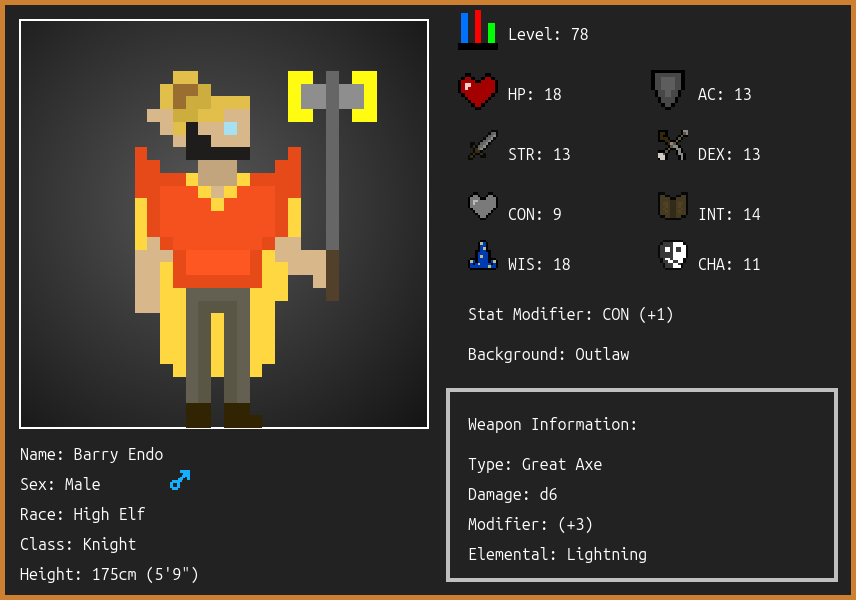 Level: 78
HP: 18
AC: 13
STR: 13
DEX: 13
CON: 9
INT: 14
WIS: 18
CHA: 11
Stat Modifier: CON (+1)
Background: Outlaw
Weapon Information:
Type: Great Axe
Damage: d6
Modifier: (+3)
Elemental: Lightning
Name: Barry Endo
Sex: Male
Race: High Elf
Class: Knight
Height: 175cm (5'9")